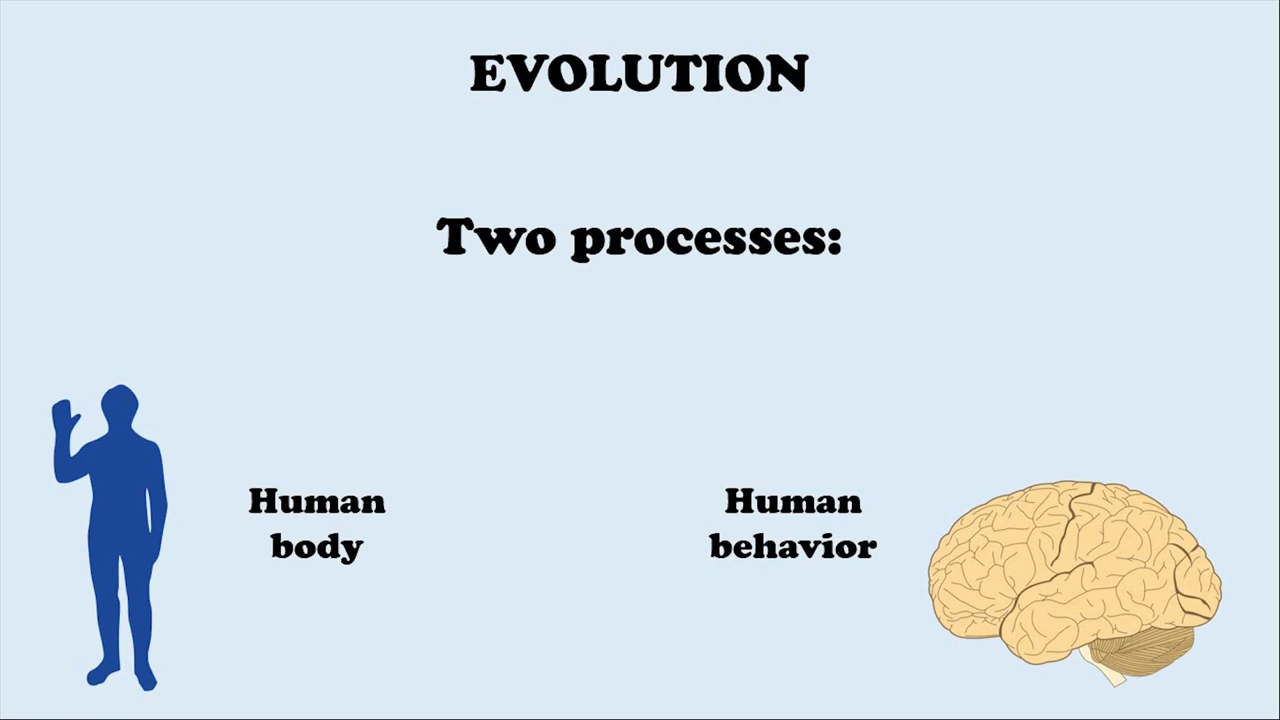 EVOLUTION
Two processes:
Human
body
Human
behavior